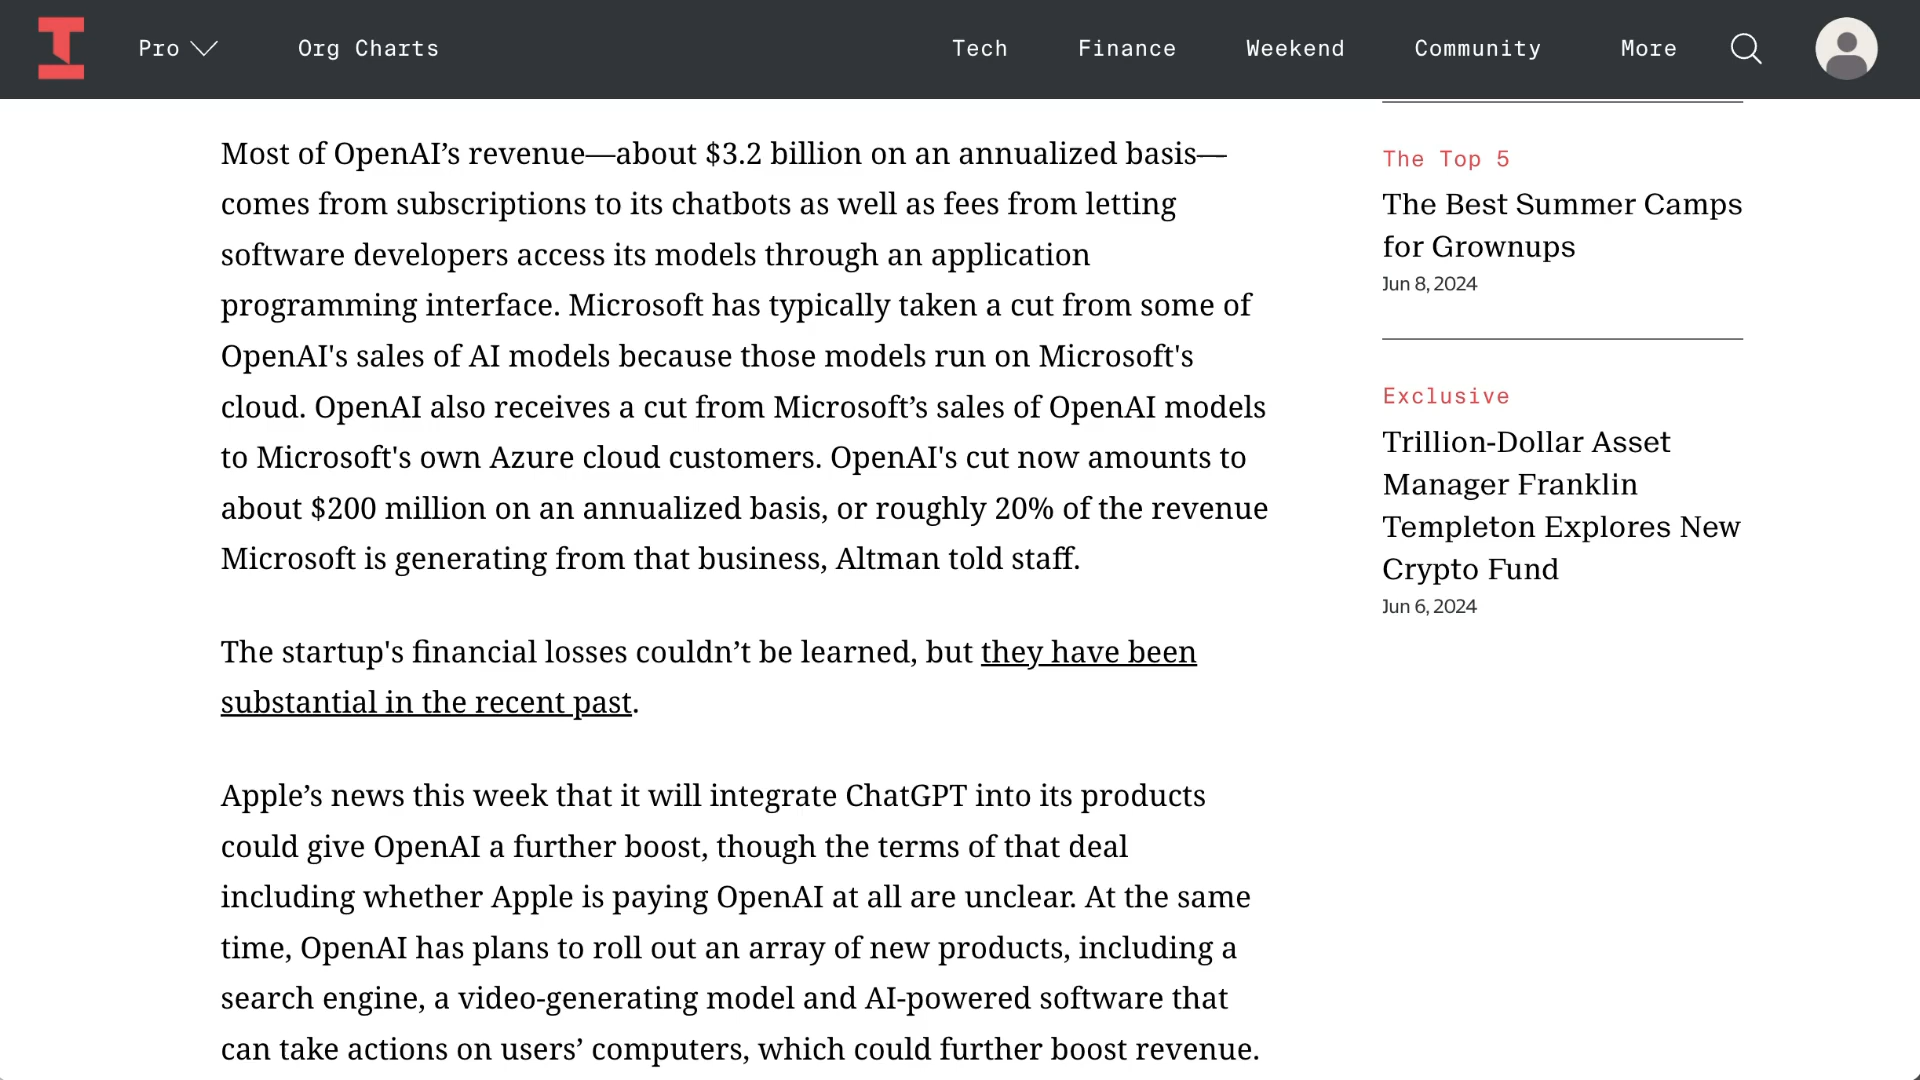 Pro
Org Charts
Tech
Finance
Weekend
Community
More
Most of OpenAI’s revenue—about $3.2 billion on an annualized basis—
comes from subscriptions to its chatbots as well as fees from letting
software developers access its models through an application
programming interface. Microsoft has typically taken a cut from some of
OpenAI's sales of AI models because those models run on Microsoft's
cloud. OpenAI also receives a cut from Microsoft’s sales of OpenAI models
to Microsoft's own Azure cloud customers. OpenAI's cut now amounts to
about $200 million on an annualized basis, or roughly 20% of the revenue
Microsoft is generating from that business, Altman told staff.
The startup's financial losses couldn’t be learned, but they have been
substantial in the recent past.
Apple’s news this week that it will integrate ChatGPT into its products
could give OpenAI a further boost, though the terms of that deal
including whether Apple is paying OpenAI at all are unclear. At the same
time, OpenAI has plans to roll out an array of new products, including a
search engine, a video-generating model and AI-powered software that
can take actions on users’ computers, which could further boost revenue.
The Top 5
The Best Summer Camps
for Grownups
Jun 8, 2024
Exclusive
Trillion-Dollar Asset
Manager Franklin
Templeton Explores New
Crypto Fund
Jun 6, 2024